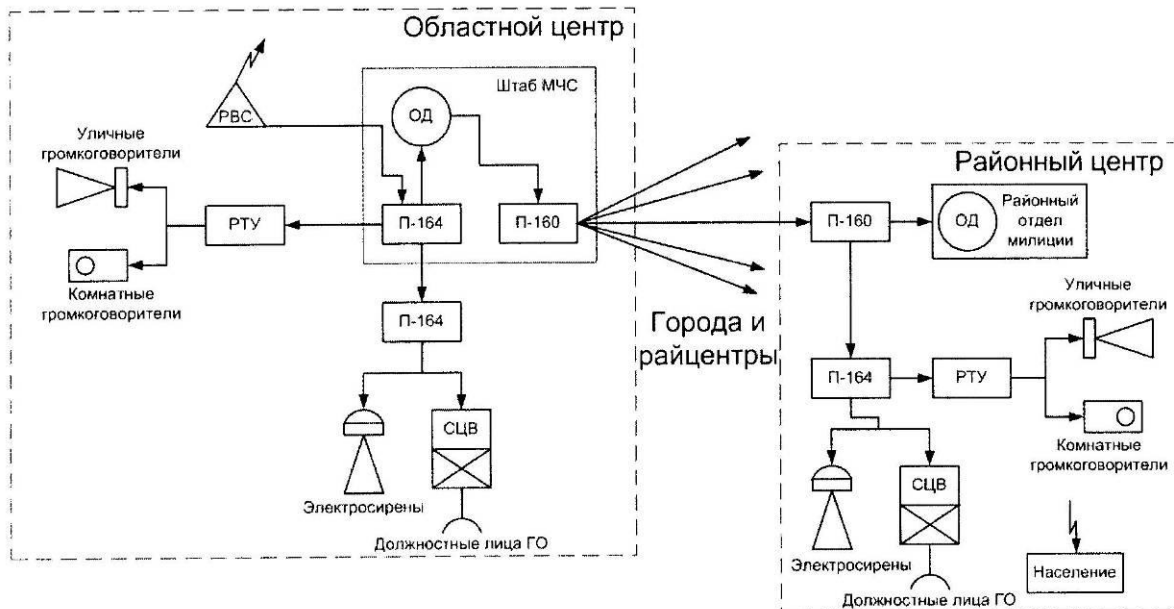 Областной центр
Штаб МЧС
ОД
РВС
Уличные
громкоговорители
РТУ
П-164
П-160
Комнатные
громкоговорители
П-164
СЦВ
Электросирены
Должностные лица ГО
Города и
райцентры
Районный центр
П-160
ОД
Районный
отдел
милиции
Уличные
громкоговорители
П-164
РТУ
Комнатные
громкоговорители
СЦВ
Электросирены
Население
Должностные лица ГО